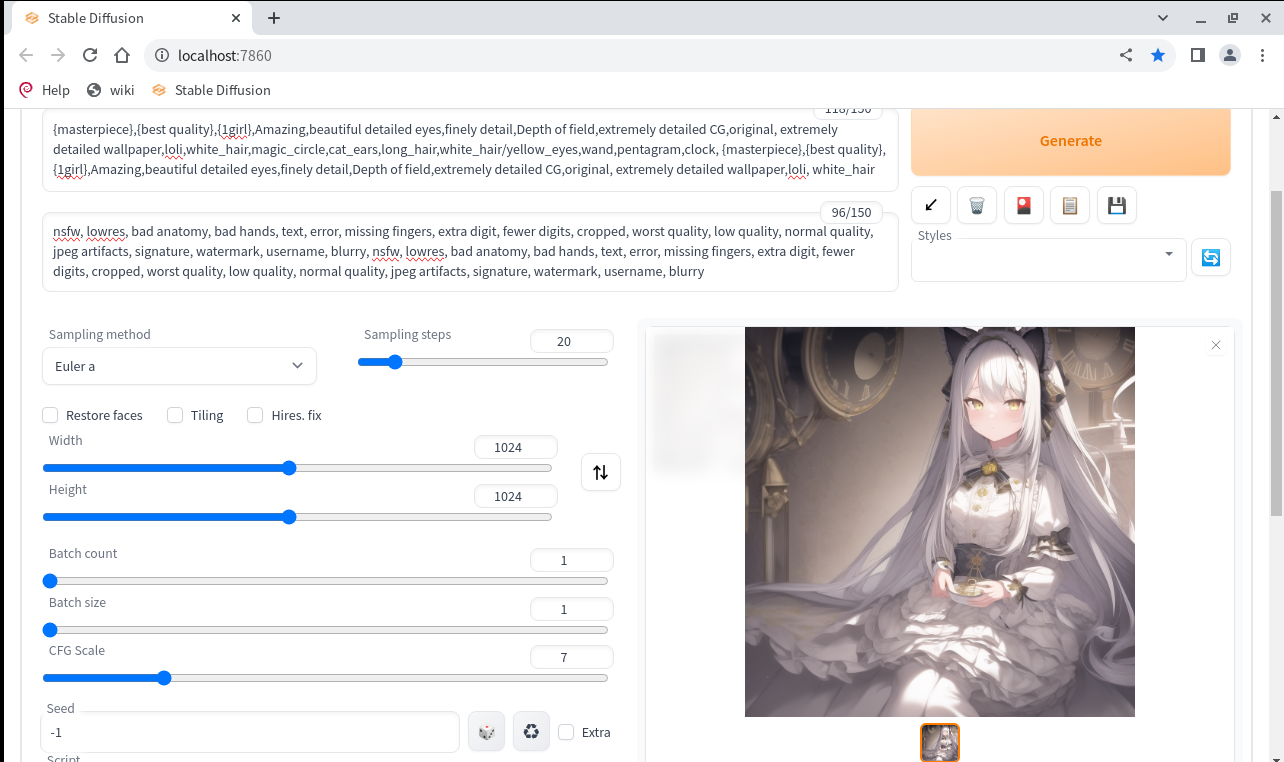 Stable Diffusion
localhost:7860
Help
wiki
Stable Diffusion
118/150
{masterpiece},{best quality},{1girl},Amazing,beautiful detailed eyes,finely detail,Depth of field,extremely detailed CG,original, extremely
detailed wallpaper,loli,white_hair,magic_circle,cat_ears,long_hair,white_hair/yellow_eyes,wand,pentagram,clock, {masterpiece},{best quality},
{1girl},Amazing,beautiful detailed eyes,finely detail,Depth of field,extremely detailed CG,original, extremely detailed wallpaper,loli, white_hair
Generate
96/150
nsfw, lowres, bad anatomy, bad hands, text, error, missing fingers, extra digit, fewer digits, cropped, worst quality, low quality, normal quality,
jpeg artifacts, signature, watermark, username, blurry, nsfw, lowres, bad anatomy, bad hands, text, error, missing fingers, extra digit, fewer
digits, cropped, worst quality, low quality, normal quality, jpeg artifacts, signature, watermark, username, blurry
Styles
Sampling method
Euler a
Sampling steps
20
Restore faces
Tiling
Hires. fix
Width
1024
Height
1024
Batch count
1
Batch size
1
CFG Scale
7
Seed
-1
Extra
Script